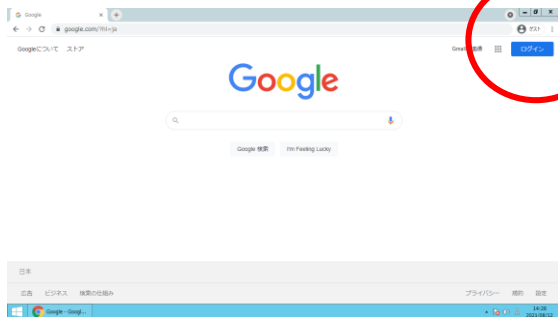 Google
google.com/?hl=ja
ゲスト
Googleについて ストア
Gmail 画像
ログイン
Google
Google 検索 I'm Feeling Lucky
日本
広告 ビジネス 検索の仕組み
プライバシー 規約 設定
Google - Googl...
14:28